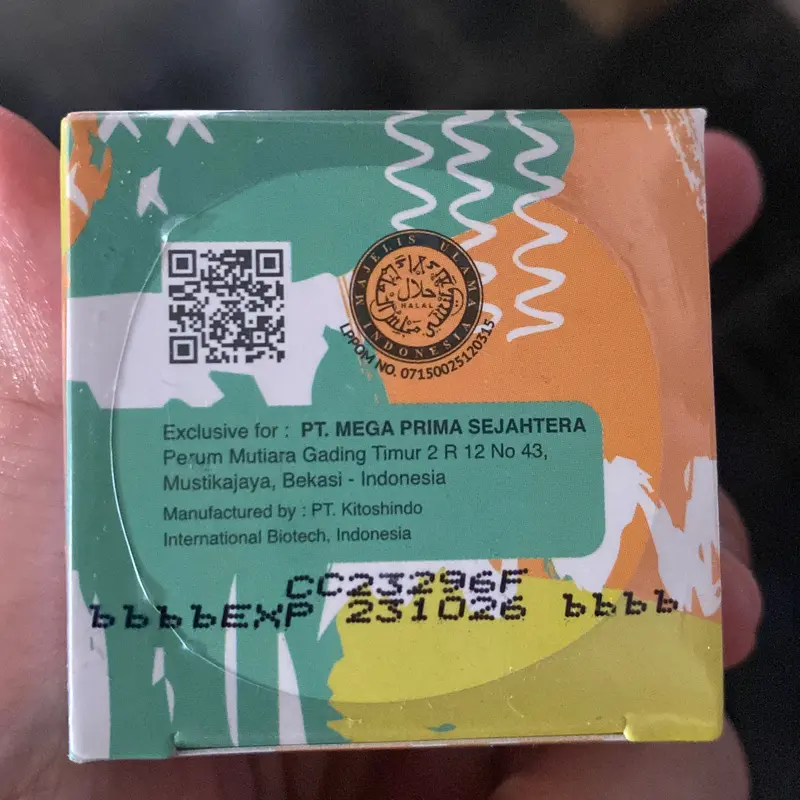 MAJELIS ULAMA
حلال
HALAL
INDONESIA
LPPOM NO. 07150025120315
Exclusive for : PT. MEGA PRIMA SEJAHTERA
Perum Mutiara Gading Timur 2 R 12 No 43,
Mustikajaya, Bekasi - Indonesia
Manufactured by : PT. Kitoshindo
International Biotech, Indonesia
CC23296F
bbbbEXP 231026 bbbb